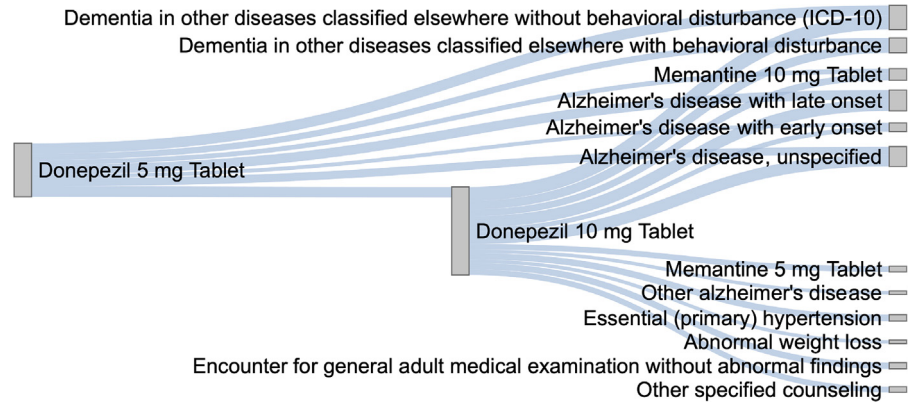 Dementia in other diseases classified elsewhere without behavioral disturbance (ICD-10)
Dementia in other diseases classified elsewhere with behavioral disturbance
Memantine 10 mg Tablet
Alzheimer's disease with late onset
Alzheimer's disease with early onset
Alzheimer's disease, unspecified
Donepezil 5 mg Tablet
Donepezil 10 mg Tablet
Memantine 5 mg Tablet
Other alzheimer's disease
Essential (primary) hypertension
Abnormal weight loss
Encounter for general adult medical examination without abnormal findings
Other specified counseling